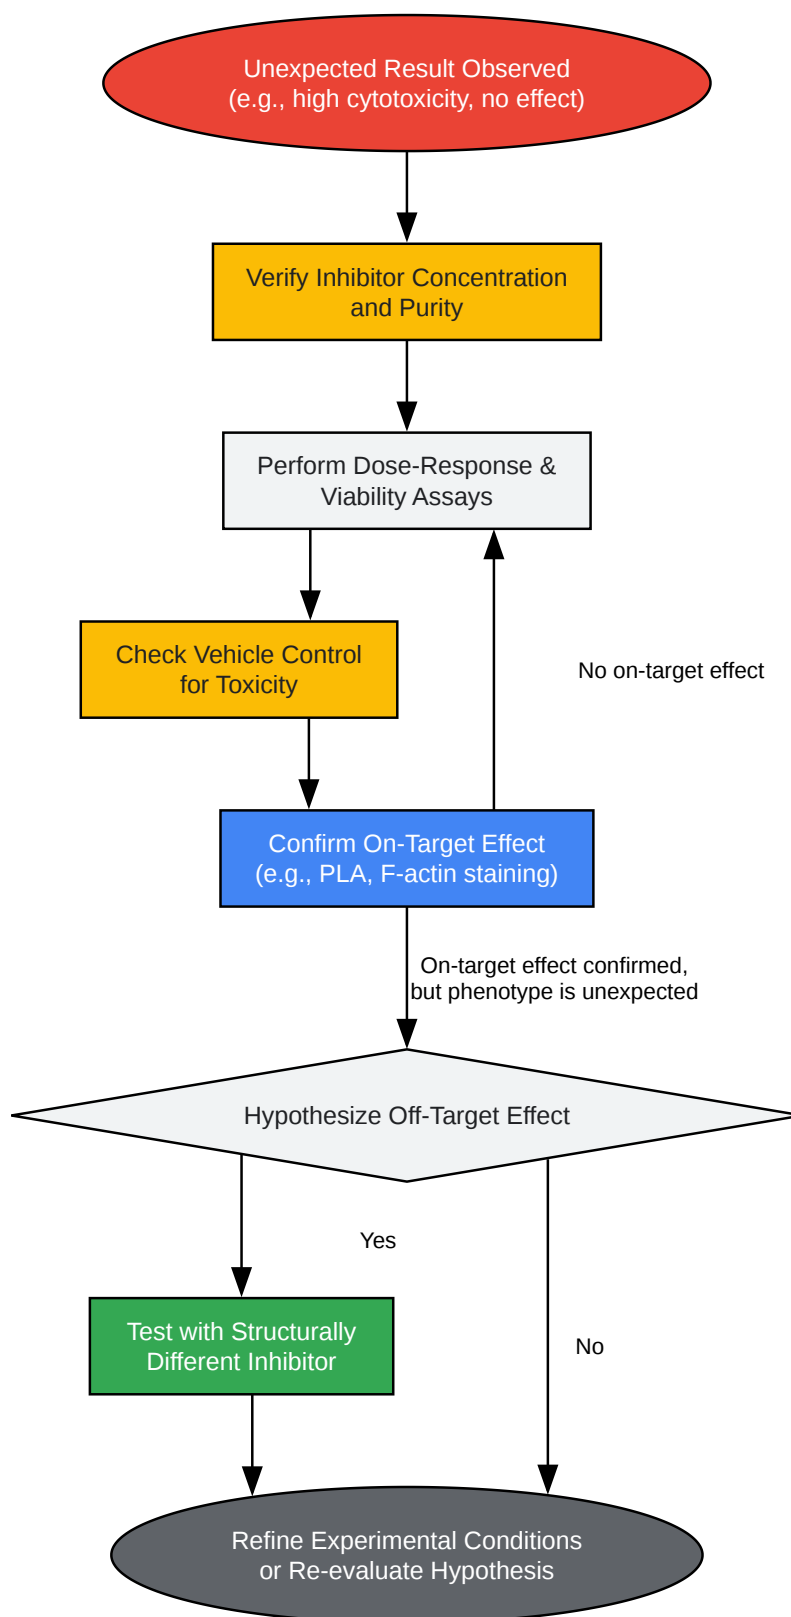 Unexpected Result Observed
(e.g., high cytotoxicity, no effect)
Verify Inhibitor Concentration
and Purity
Perform Dose-Response &
Viability Assays
Check Vehicle Control
for Toxicity
No on-target effect
Confirm On-Target Effect
(e.g., PLA, F-actin staining)
On-target effect confirmed,
but phenotype is unexpected
Hypothesize Off-Target Effect
Yes
Test with Structurally
Different Inhibitor
No
Refine Experimental Conditions
or Re-evaluate Hypothesis